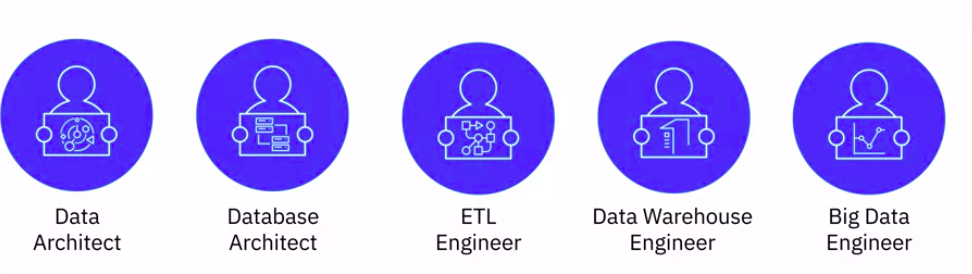 Data
Architect
Database
Architect
ETL
Engineer
Data Warehouse
Engineer
Big Data
Engineer